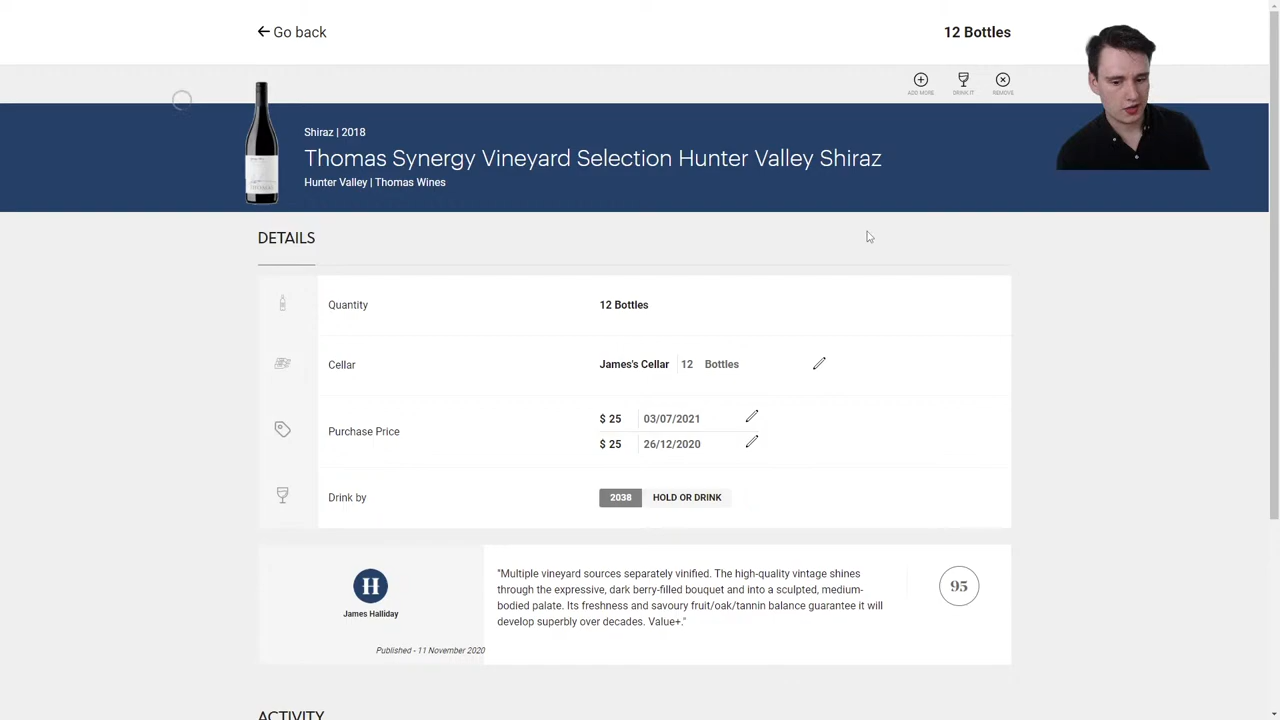 Go back
12 Bottles
ADD MORE
DRINK IT
REMOVE
Shiraz | 2018
Thomas Synergy Vineyard Selection Hunter Valley Shiraz
Hunter Valley | Thomas Wines
DETAILS
Quantity
12 Bottles
Cellar
James's Cellar 12 Bottles
Purchase Price
$ 25 03/07/2021
$ 25 26/12/2020
Drink by
2038 HOLD OR DRINK
H
James Halliday
Published - 11 November 2020
"Multiple vineyard sources separately vinified. The high-quality vintage shines
through the expressive, dark berry-filled bouquet and into a sculpted, medium-
bodied palate. Its freshness and savoury fruit/oak/tannin balance guarantee it will
develop superbly over decades. Value+."
95
ACTIVITY